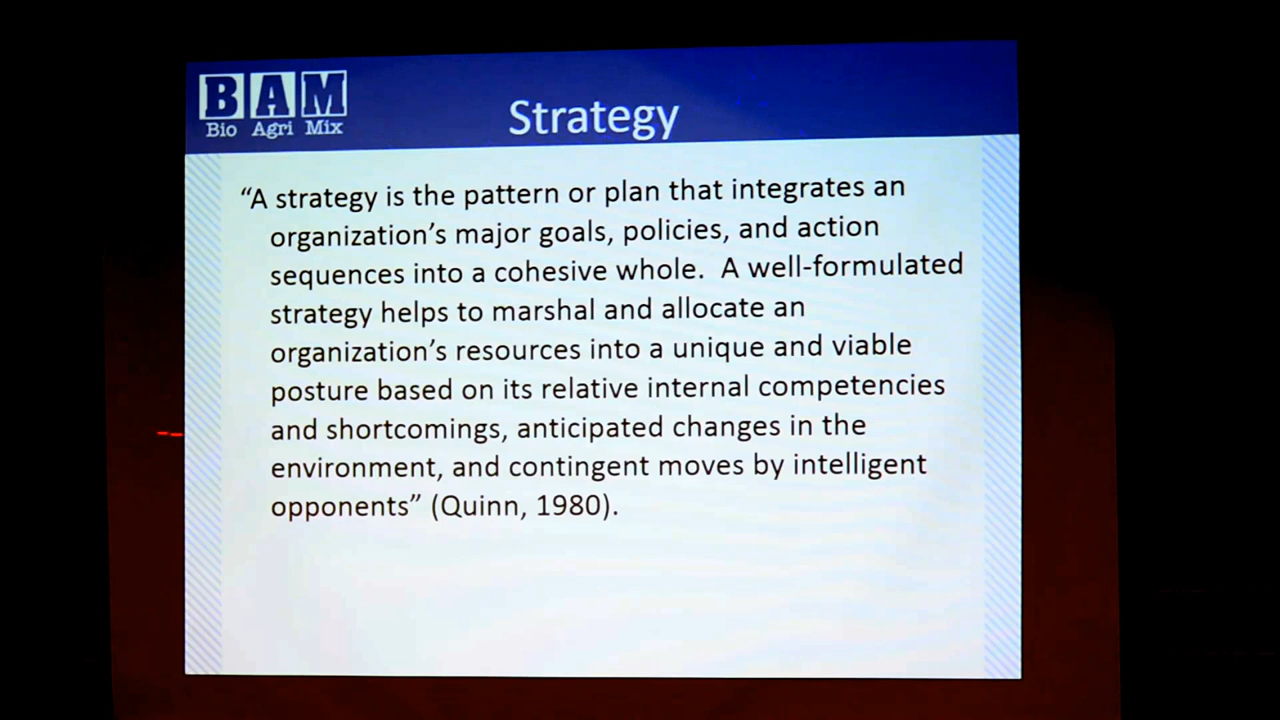 BAM
Bio Agri Mix
Strategy
“A strategy is the pattern or plan that integrates an
organization’s major goals, policies, and action
sequences into a cohesive whole.  A well-formulated
strategy helps to marshal and allocate an
organization’s resources into a unique and viable
posture based on its relative internal competencies
and shortcomings, anticipated changes in the
environment, and contingent moves by intelligent
opponents” (Quinn, 1980).